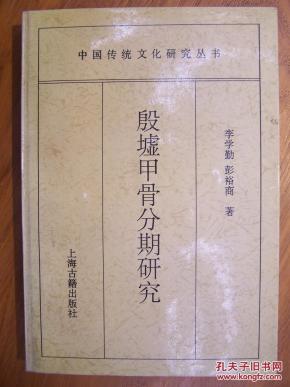 中国传统文化研究丛书
李学勤 彭裕商 著
殷墟甲骨分期研究
上海古籍出版社
孔夫子旧书网